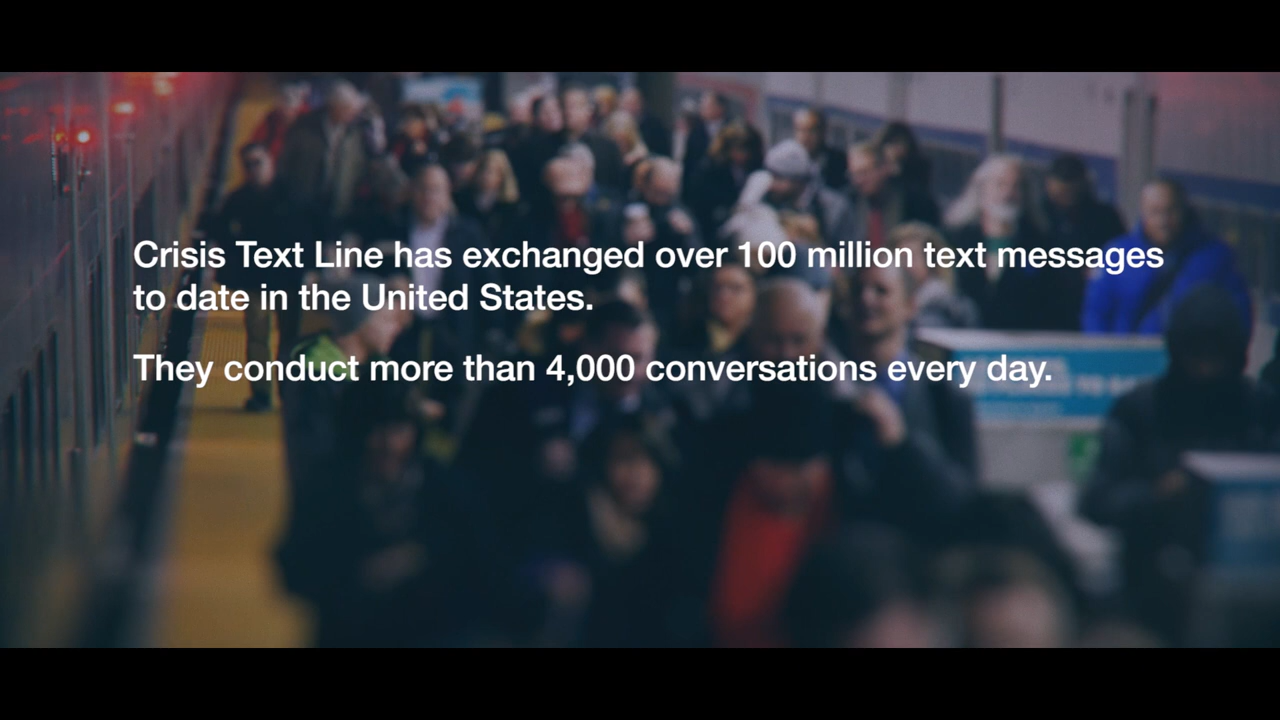 Crisis Text Line has exchanged over 100 million text messages
to date in the United States.
They conduct more than 4,000 conversations every day.